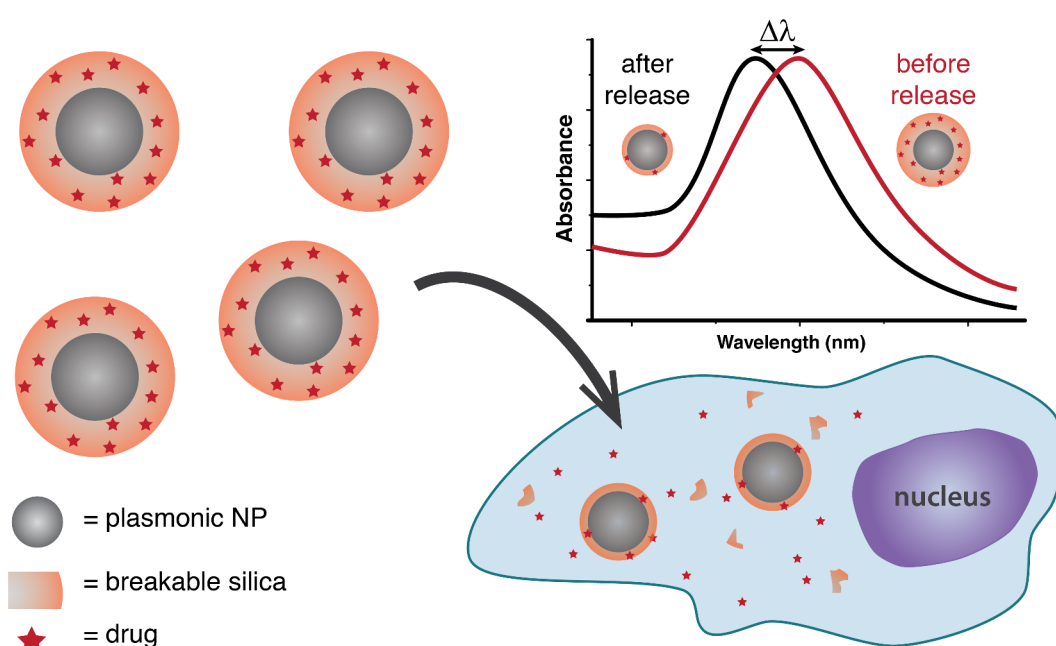 Δλ
after
release
before
release
Absorbance
Wavelength (nm)
nucleus
= plasmonic NP
= breakable silica
= drug